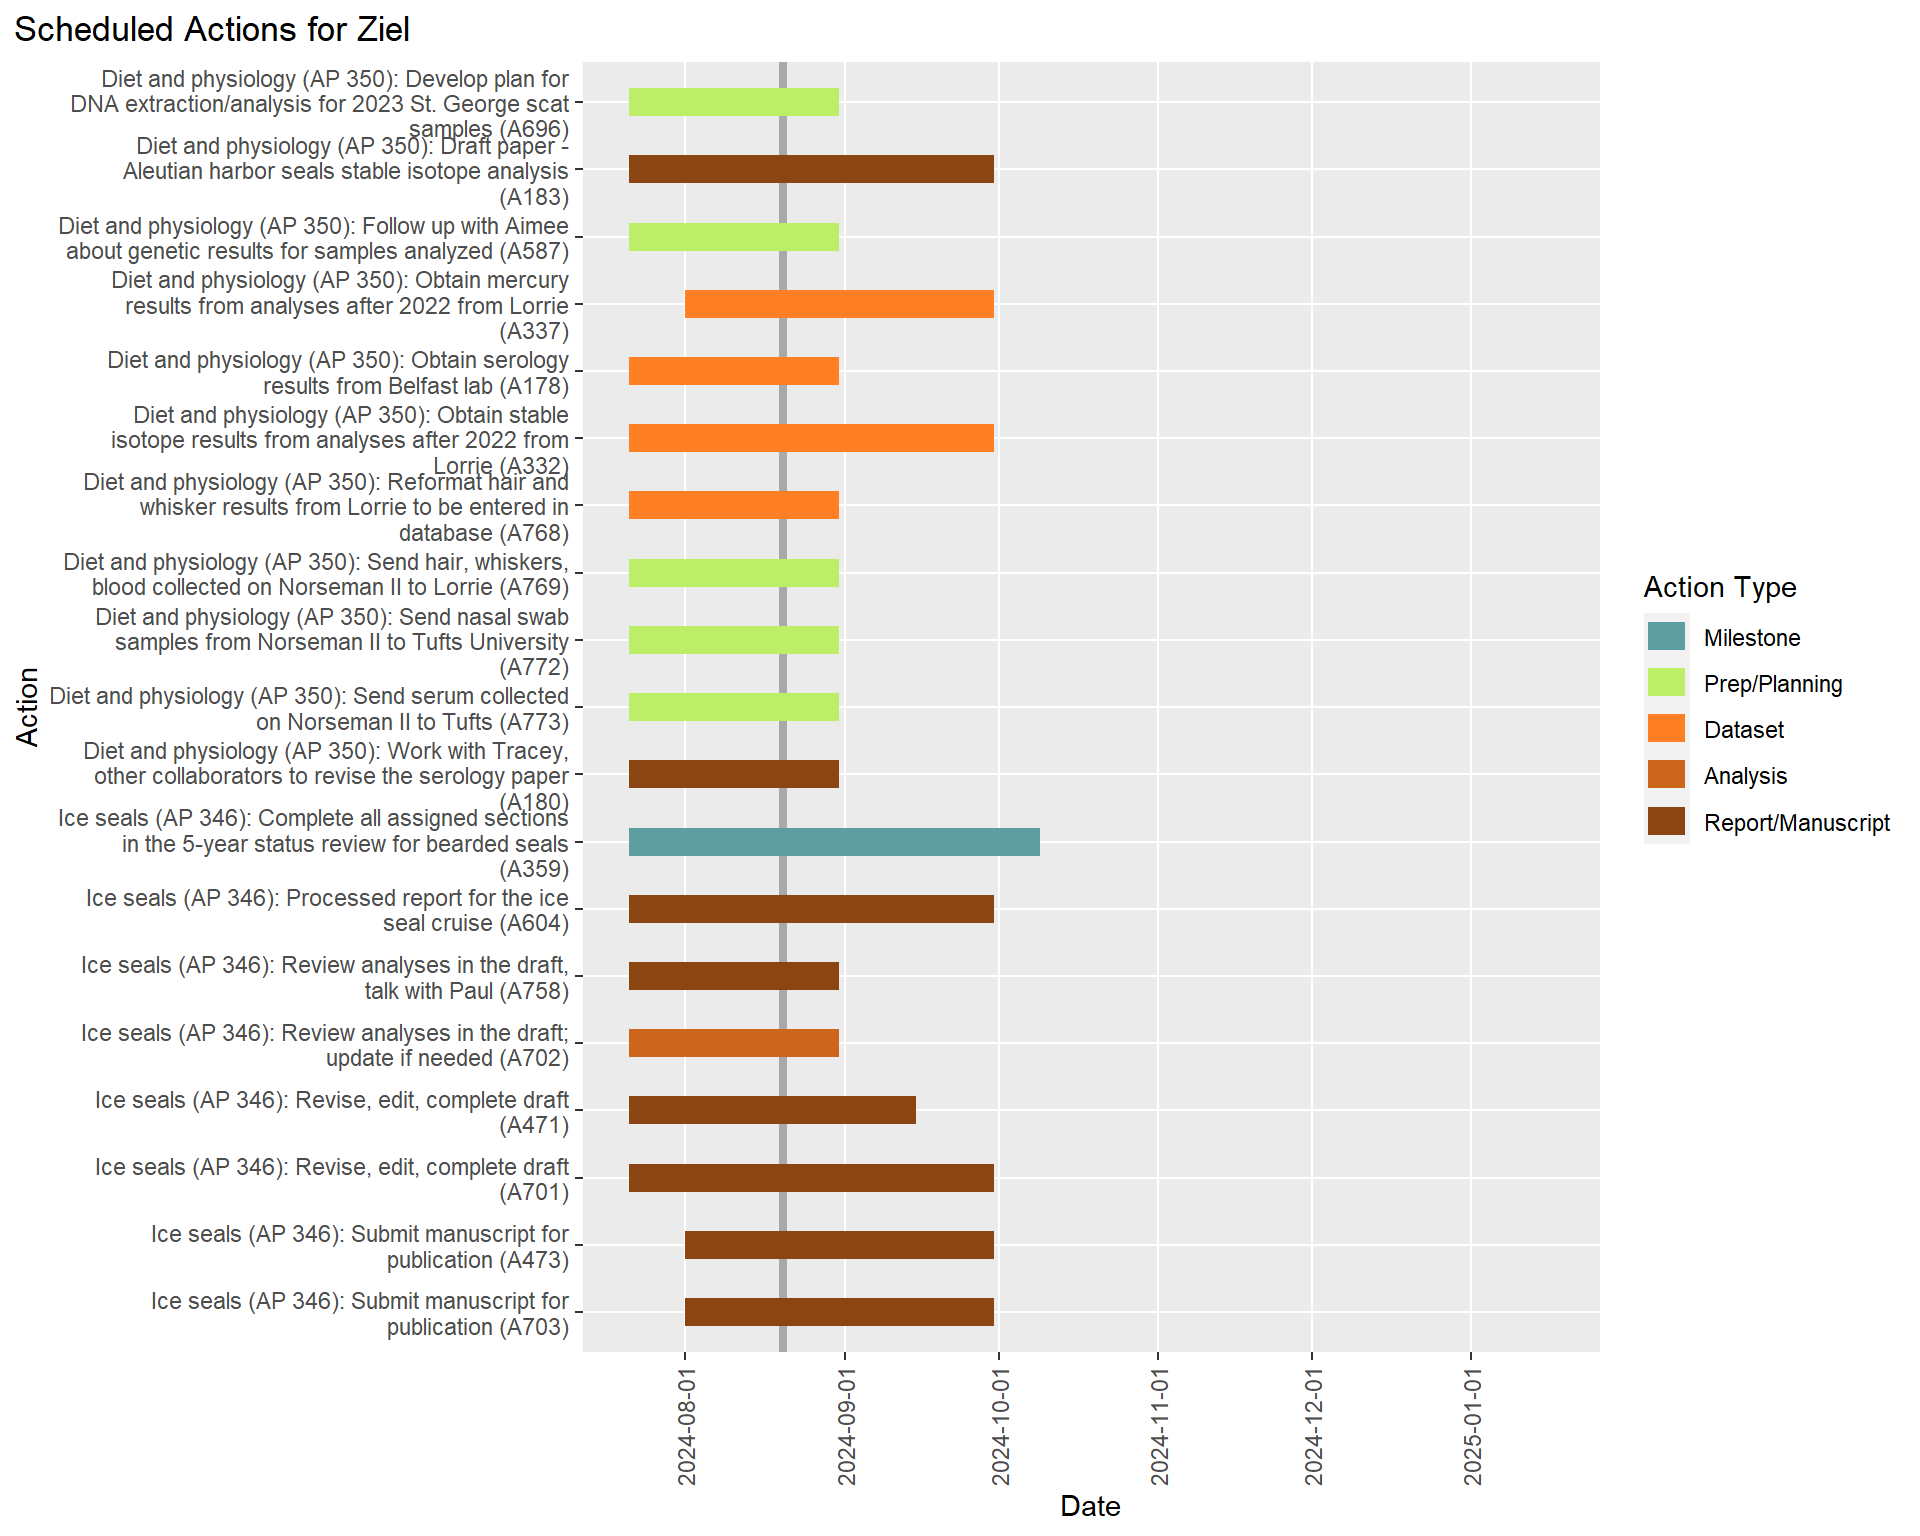 Scheduled Actions for Ziel
Diet and physiology (AP 350): Develop plan for
DNA extraction/analysis for 2023 St. George scat
samples (A696)
Diet and physiology (AP 350): Draft paper -
Aleutian harbor seals stable isotope analysis
(A183)
Diet and physiology (AP 350): Follow up with Aimee
about genetic results for samples analyzed (A587)
Diet and physiology (AP 350): Obtain mercury
results from analyses after 2022 from Lorrie
(A337)
Diet and physiology (AP 350): Obtain serology
results from Belfast lab (A178)
Diet and physiology (AP 350): Obtain stable
isotope results from analyses after 2022 from
Lorrie (A332)
Diet and physiology (AP 350): Reformat hair and
whisker results from Lorrie to be entered in
database (A768)
Diet and physiology (AP 350): Send hair, whiskers,
blood collected on Norseman II to Lorrie (A769)
Diet and physiology (AP 350): Send nasal swab
samples from Norseman II to Tufts University
(A772)
Diet and physiology (AP 350): Send serum collected
on Norseman II to Tufts (A773)
Diet and physiology (AP 350): Work with Tracey,
other collaborators to revise the serology paper
(A180)
Ice seals (AP 346): Complete all assigned sections
in the 5-year status review for bearded seals
(A359)
Ice seals (AP 346): Processed report for the ice
seal cruise (A604)
Ice seals (AP 346): Review analyses in the draft,
talk with Paul (A758)
Ice seals (AP 346): Review analyses in the draft;
update if needed (A702)
Ice seals (AP 346): Revise, edit, complete draft
(A471)
Ice seals (AP 346): Revise, edit, complete draft
(A701)
Ice seals (AP 346): Submit manuscript for
publication (A473)
Ice seals (AP 346): Submit manuscript for
publication (A703)
Action
2024-08-01
2024-09-01
2024-10-01
2024-11-01
2024-12-01
2025-01-01
Date
Action Type
Milestone
Prep/Planning
Dataset
Analysis
Report/Manuscript